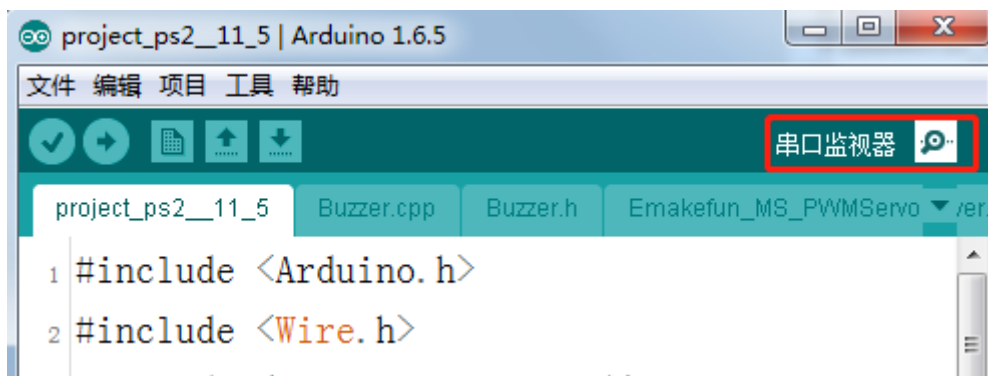 project_ps2__11_5 | Arduino 1.6.5
文件 编辑 项目 工具 帮助
串口监视器
project_ps2__11_5 Buzzer.cpp Buzzer.h Emakefun_MS_PWMServo
1 #include <Arduino.h>
2 #include <Wire.h>